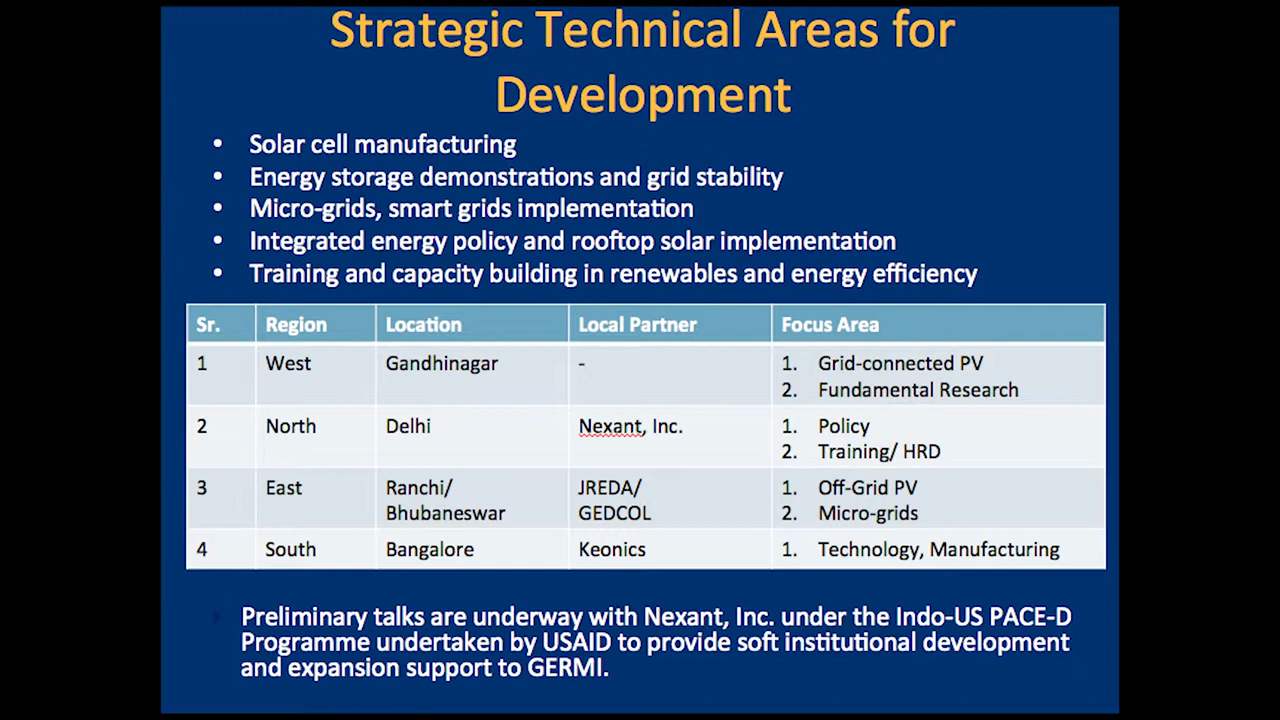 Strategic Technical Areas for
Development
• Solar cell manufacturing
• Energy storage demonstrations and grid stability
• Micro-grids, smart grids implementation
• Integrated energy policy and rooftop solar implementation
• Training and capacity building in renewables and energy efficiency
Sr. Region Location Local Partner Focus Area
1 West Gandhinagar - 1. Grid-connected PV
2. Fundamental Research
2 North Delhi Nexant, Inc. 1. Policy
2. Training/ HRD
3 East Ranchi/ JREDA/ 1. Off-Grid PV
Bhubaneswar GEDCOL 2. Micro-grids
4 South Bangalore Keonics 1. Technology, Manufacturing
Preliminary talks are underway with Nexant, Inc. under the Indo-US PACE-D
Programme undertaken by USAID to provide soft institutional development
and expansion support to GERMI.